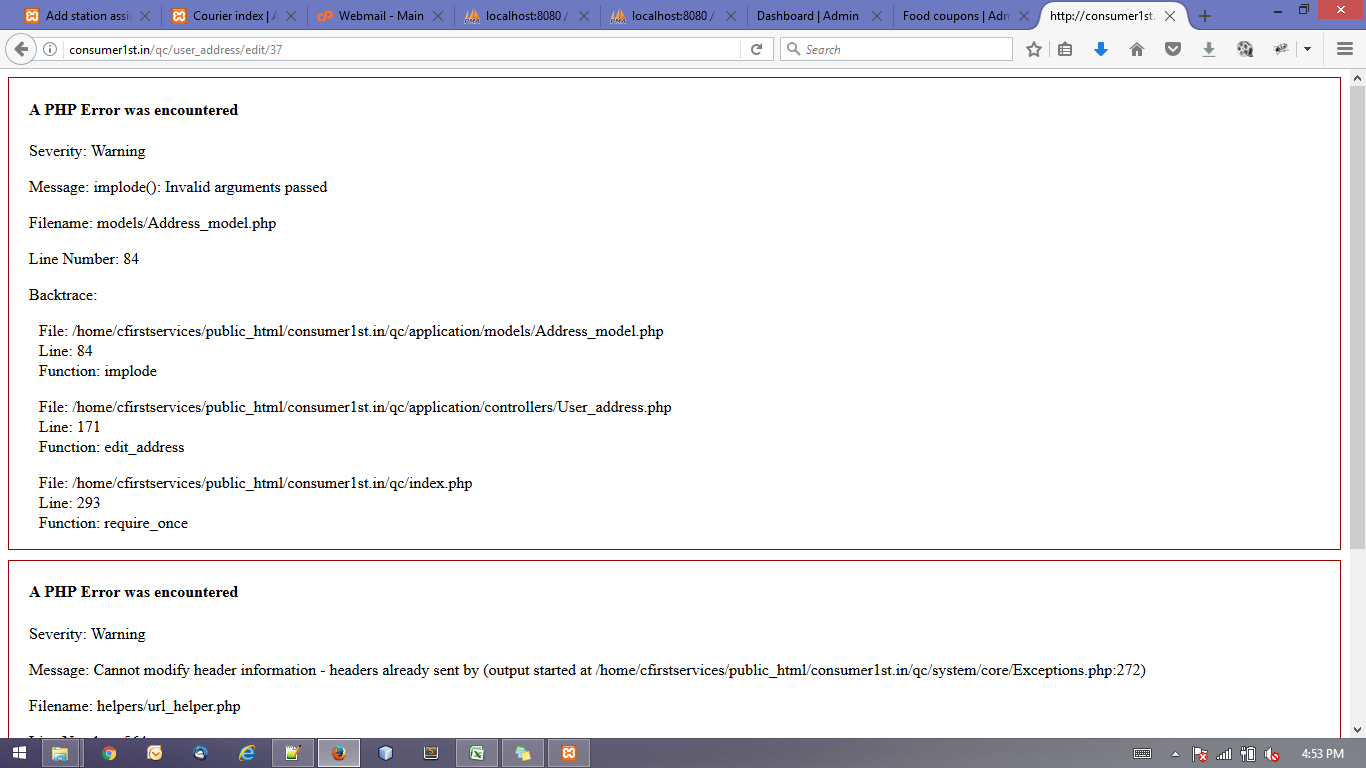 Add station assi
Courier index | A
Webmail - Main
localhost:8080 /
localhost:8080 /
Dashboard | Admin
Food coupons | Adm
http://consumer1st.
consumer1st.in/qc/user_address/edit/37
Search
A PHP Error was encountered
Severity: Warning
Message: implode(): Invalid arguments passed
Filename: models/Address_model.php
Line Number: 84
Backtrace:
File: /home/cfirstservices/public_html/consumer1st.in/qc/application/models/Address_model.php
Line: 84
Function: implode
File: /home/cfirstservices/public_html/consumer1st.in/qc/application/controllers/User_address.php
Line: 171
Function: edit_address
File: /home/cfirstservices/public_html/consumer1st.in/qc/index.php
Line: 293
Function: require_once
A PHP Error was encountered
Severity: Warning
Message: Cannot modify header information - headers already sent by (output started at /home/cfirstservices/public_html/consumer1st.in/qc/system/core/Exceptions.php:272)
Filename: helpers/url_helper.php
Line Number: 564
4:53 PM